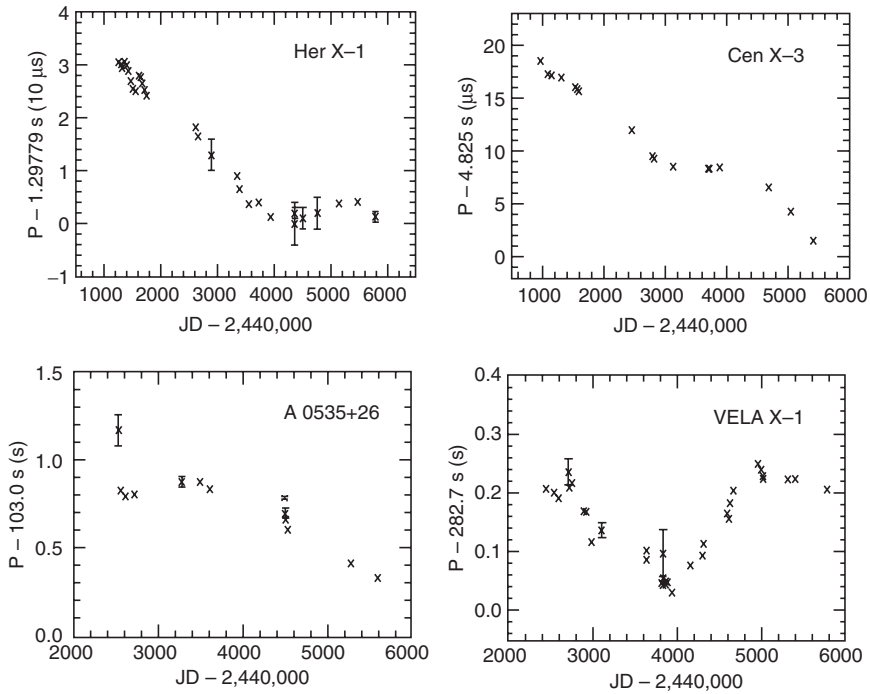 Her X–1
P – 1.29779 s (10 μs)
4
3
2
1
0
–1
1000 2000 3000 4000 5000 6000
JD – 2,440,000
Cen X–3
P – 4.825 s (μs)
20
15
10
5
0
1000 2000 3000 4000 5000 6000
JD – 2,440,000
A 0535+26
P – 103.0 s (s)
1.5
1.0
0.5
0.0
2000 3000 4000 5000 6000
JD – 2,440,000
VELA X–1
P – 282.7 s (s)
0.4
0.3
0.2
0.1
0.0
2000 3000 4000 5000 6000
JD – 2,440,000